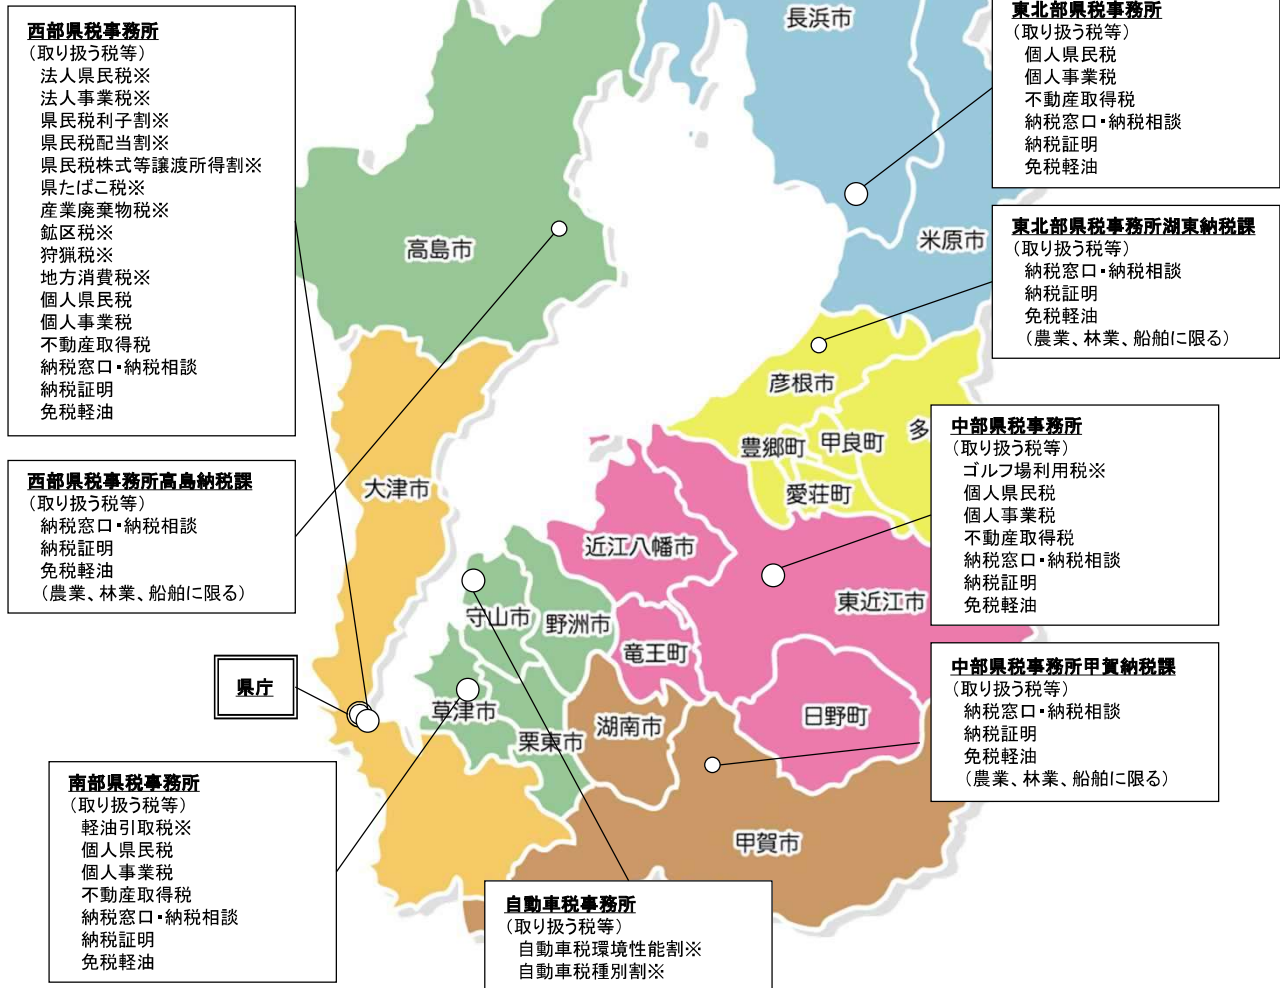 西部県税事務所
(取り扱う税等)
法人県民税※
法人事業税※
県民税利子割※
県民税配当割※
県民税株式等譲渡所得割※
県たばこ税※
産業廃棄物税※
鉱区税※
狩猟税※
地方消費税※
個人県民税
個人事業税
不動産取得税
納税窓口・納税相談
納税証明
免税軽油
西部県税事務所高島納税課
(取り扱う税等)
納税窓口・納税相談
納税証明
免税軽油
(農業、林業、船舶に限る)
県庁
南部県税事務所
(取り扱う税等)
軽油引取税※
個人県民税
個人事業税
不動産取得税
納税窓口・納税相談
納税証明
免税軽油
長浜市
高島市
米原市
彦根市
豊郷町
甲良町
多
愛荘町
大津市
近江八幡市
東近江市
守山市
野洲市
竜王町
草津市
栗東市
湖南市
日野町
甲賀市
自動車税事務所
(取り扱う税等)
自動車税環境性能割※
自動車税種別割※
東北部県税事務所
(取り扱う税等)
個人県民税
個人事業税
不動産取得税
納税窓口・納税相談
納税証明
免税軽油
東北部県税事務所湖東納税課
(取り扱う税等)
納税窓口・納税相談
納税証明
免税軽油
(農業、林業、船舶に限る)
中部県税事務所
(取り扱う税等)
ゴルフ場利用税※
個人県民税
個人事業税
不動産取得税
納税窓口・納税相談
納税証明
免税軽油
中部県税事務所甲賀納税課
(取り扱う税等)
納税窓口・納税相談
納税証明
免税軽油
(農業、林業、船舶に限る)